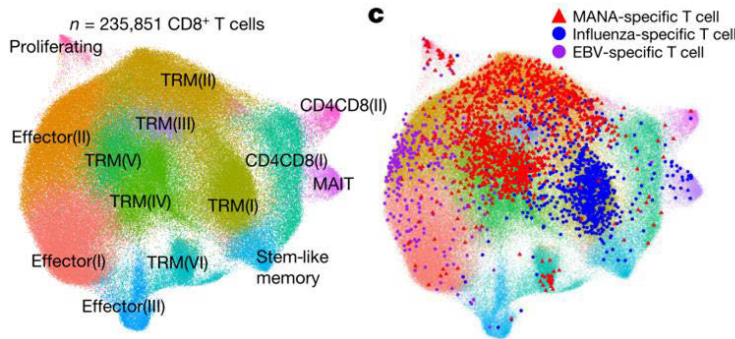 n = 235,851 CD8+ T cells
Proliferating
TRM(II)
CD4CD8(II)
TRM(III)
Effector(II)
TRM(V)
CD4CD8(I)
MAIT
TRM(IV)
TRM(I)
Effector(I)
TRM(VI)
Stem-like
memory
Effector(III)
c
MANA-specific T cell
Influenza-specific T cell
EBV-specific T cell